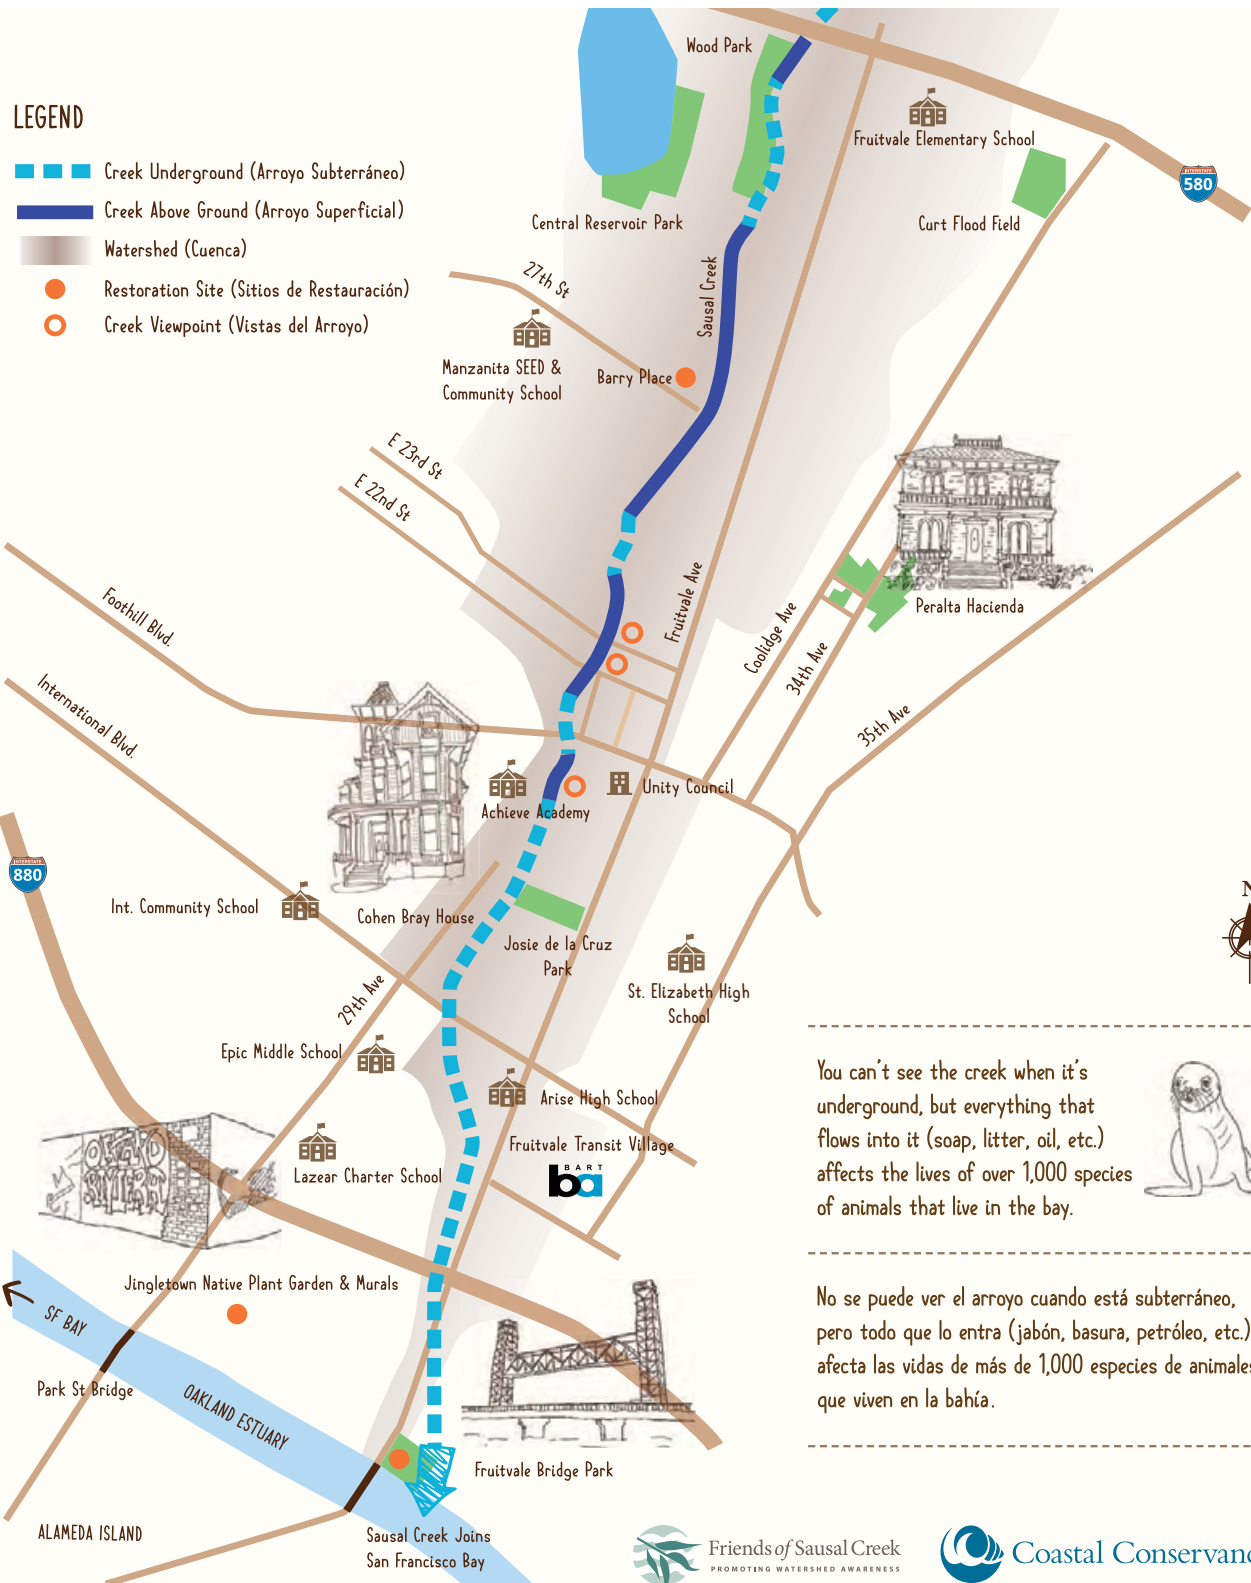 LEGEND
Creek Underground (Arroyo Subterráneo)
Creek Above Ground (Arroyo Superficial)
Watershed (Cuenca)
Restoration Site (Sitios de Restauración)
Creek Viewpoint (Vistas del Arroyo)
Wood Park
Fruitvale Elementary School
INTERSTATE
580
Central Reservoir Park
Curt Flood Field
27th St
Sausal Creek
Manzanita SEED &
Community School
Barry Place
E 23rd St
E 22nd St
Foothill Blvd.
Fruitvale Ave
Coolidge Ave
34th Ave
Peralta Hacienda
35th Ave
International Blvd.
Unity Council
Achieve Academy
INTERSTATE
880
Int. Community School
Cohen Bray House
Josie de la Cruz
Park
St. Elizabeth High
School
29th Ave
Epic Middle School
Arise High School
Fruitvale Transit Village
BART
ba
Lazear Charter School
N
You can't see the creek when it's
underground, but everything that
flows into it (soap, litter, oil, etc.)
affects the lives of over 1,000 species
of animals that live in the bay.
No se puede ver el arroyo cuando está subterráneo,
pero todo que lo entra (jabón, basura, petróleo, etc.)
afecta las vidas de más de 1,000 especies de animales
que viven en la bahía.
Jingletown Native Plant Garden & Murals
SF BAY
Park St Bridge
OAKLAND ESTUARY
Fruitvale Bridge Park
ALAMEDA ISLAND
Sausal Creek Joins
San Francisco Bay
Friends of Sausal Creek
PROMOTING WATERSHED AWARENESS
Coastal Conservanc